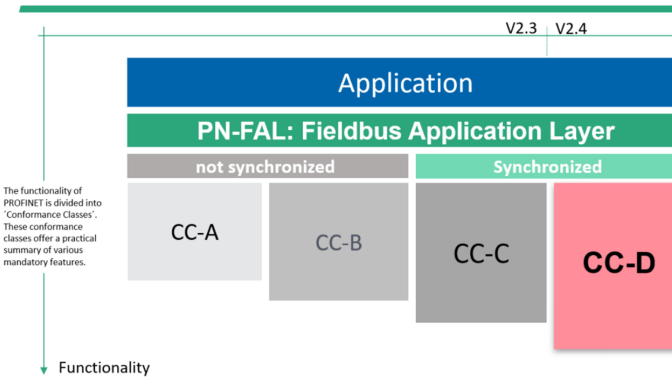 V2.3 V2.4
Application
PN-FAL: Fieldbus Application Layer
not synchronized Synchronized
The functionality of
PROFINET is divided into
´Conformance Classes´.
These conformance
classes offer a practical
summary of various
mandatory features.
CC-A CC-B CC-C CC-D
Functionality